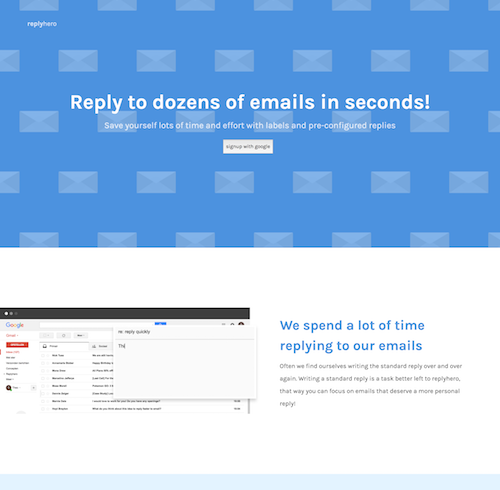 replyhero
Reply to dozens of emails in seconds!
Save yourself lots of time and effort with labels and pre-configured replies
signup with google
Google
Gmail
re: reply quickly
Thi
We spend a lot of time
replying to our emails
Often we find ourselves writing the standard reply over and over
again. Writing a standard reply is a task better left to replyhero,
that way you can focus on emails that deserve a more personal
reply!